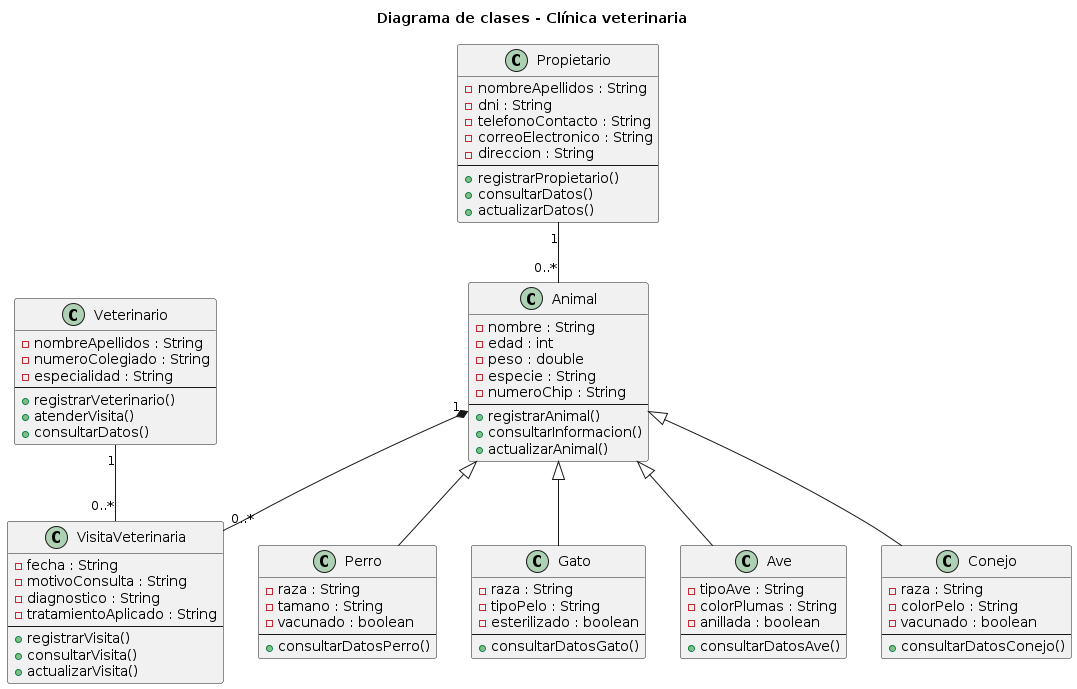 Diagrama de clases - Clínica veterinaria
C Propietario
nombreApellidos : String
dni : String
telefonoContacto : String
correoElectronico : String
direccion : String
registrarPropietario()
consultarDatos()
actualizarDatos()
1
0..*
C Animal
nombre : String
edad : int
peso : double
especie : String
numeroChip : String
registrarAnimal()
consultarInformacion()
actualizarAnimal()
C Veterinario
nombreApellidos : String
numeroColegiado : String
especialidad : String
registrarVeterinario()
atenderVisita()
consultarDatos()
1
0..*
1
0..*
C VisitaVeterinaria
fecha : String
motivoConsulta : String
diagnostico : String
tratamientoAplicado : String
registrarVisita()
consultarVisita()
actualizarVisita()
C Perro
raza : String
tamano : String
vacunado : boolean
consultarDatosPerro()
C Gato
raza : String
tipoPelo : String
esterilizado : boolean
consultarDatosGato()
C Ave
tipoAve : String
colorPlumas : String
anillada : boolean
consultarDatosAve()
C Conejo
raza : String
colorPelo : String
vacunado : boolean
consultarDatosConejo()